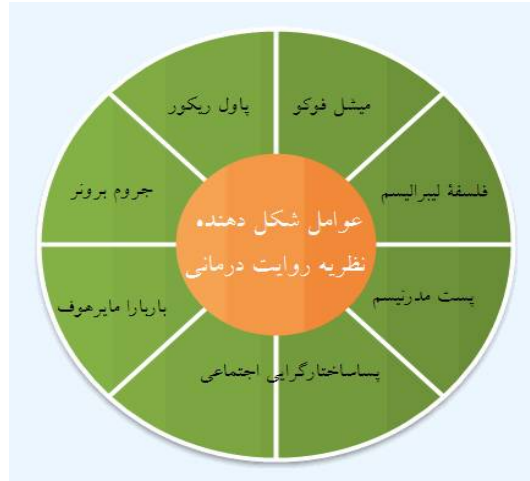 عوامل شکل دهنده
نظریه روایت درمانی
میشل فوکو
فلسفهٔ لیبرالیسم
پست مدرنیسم
پساساختارگرایی اجتماعی
باربارا مایرهوف
جروم برونر
پاول ریکور